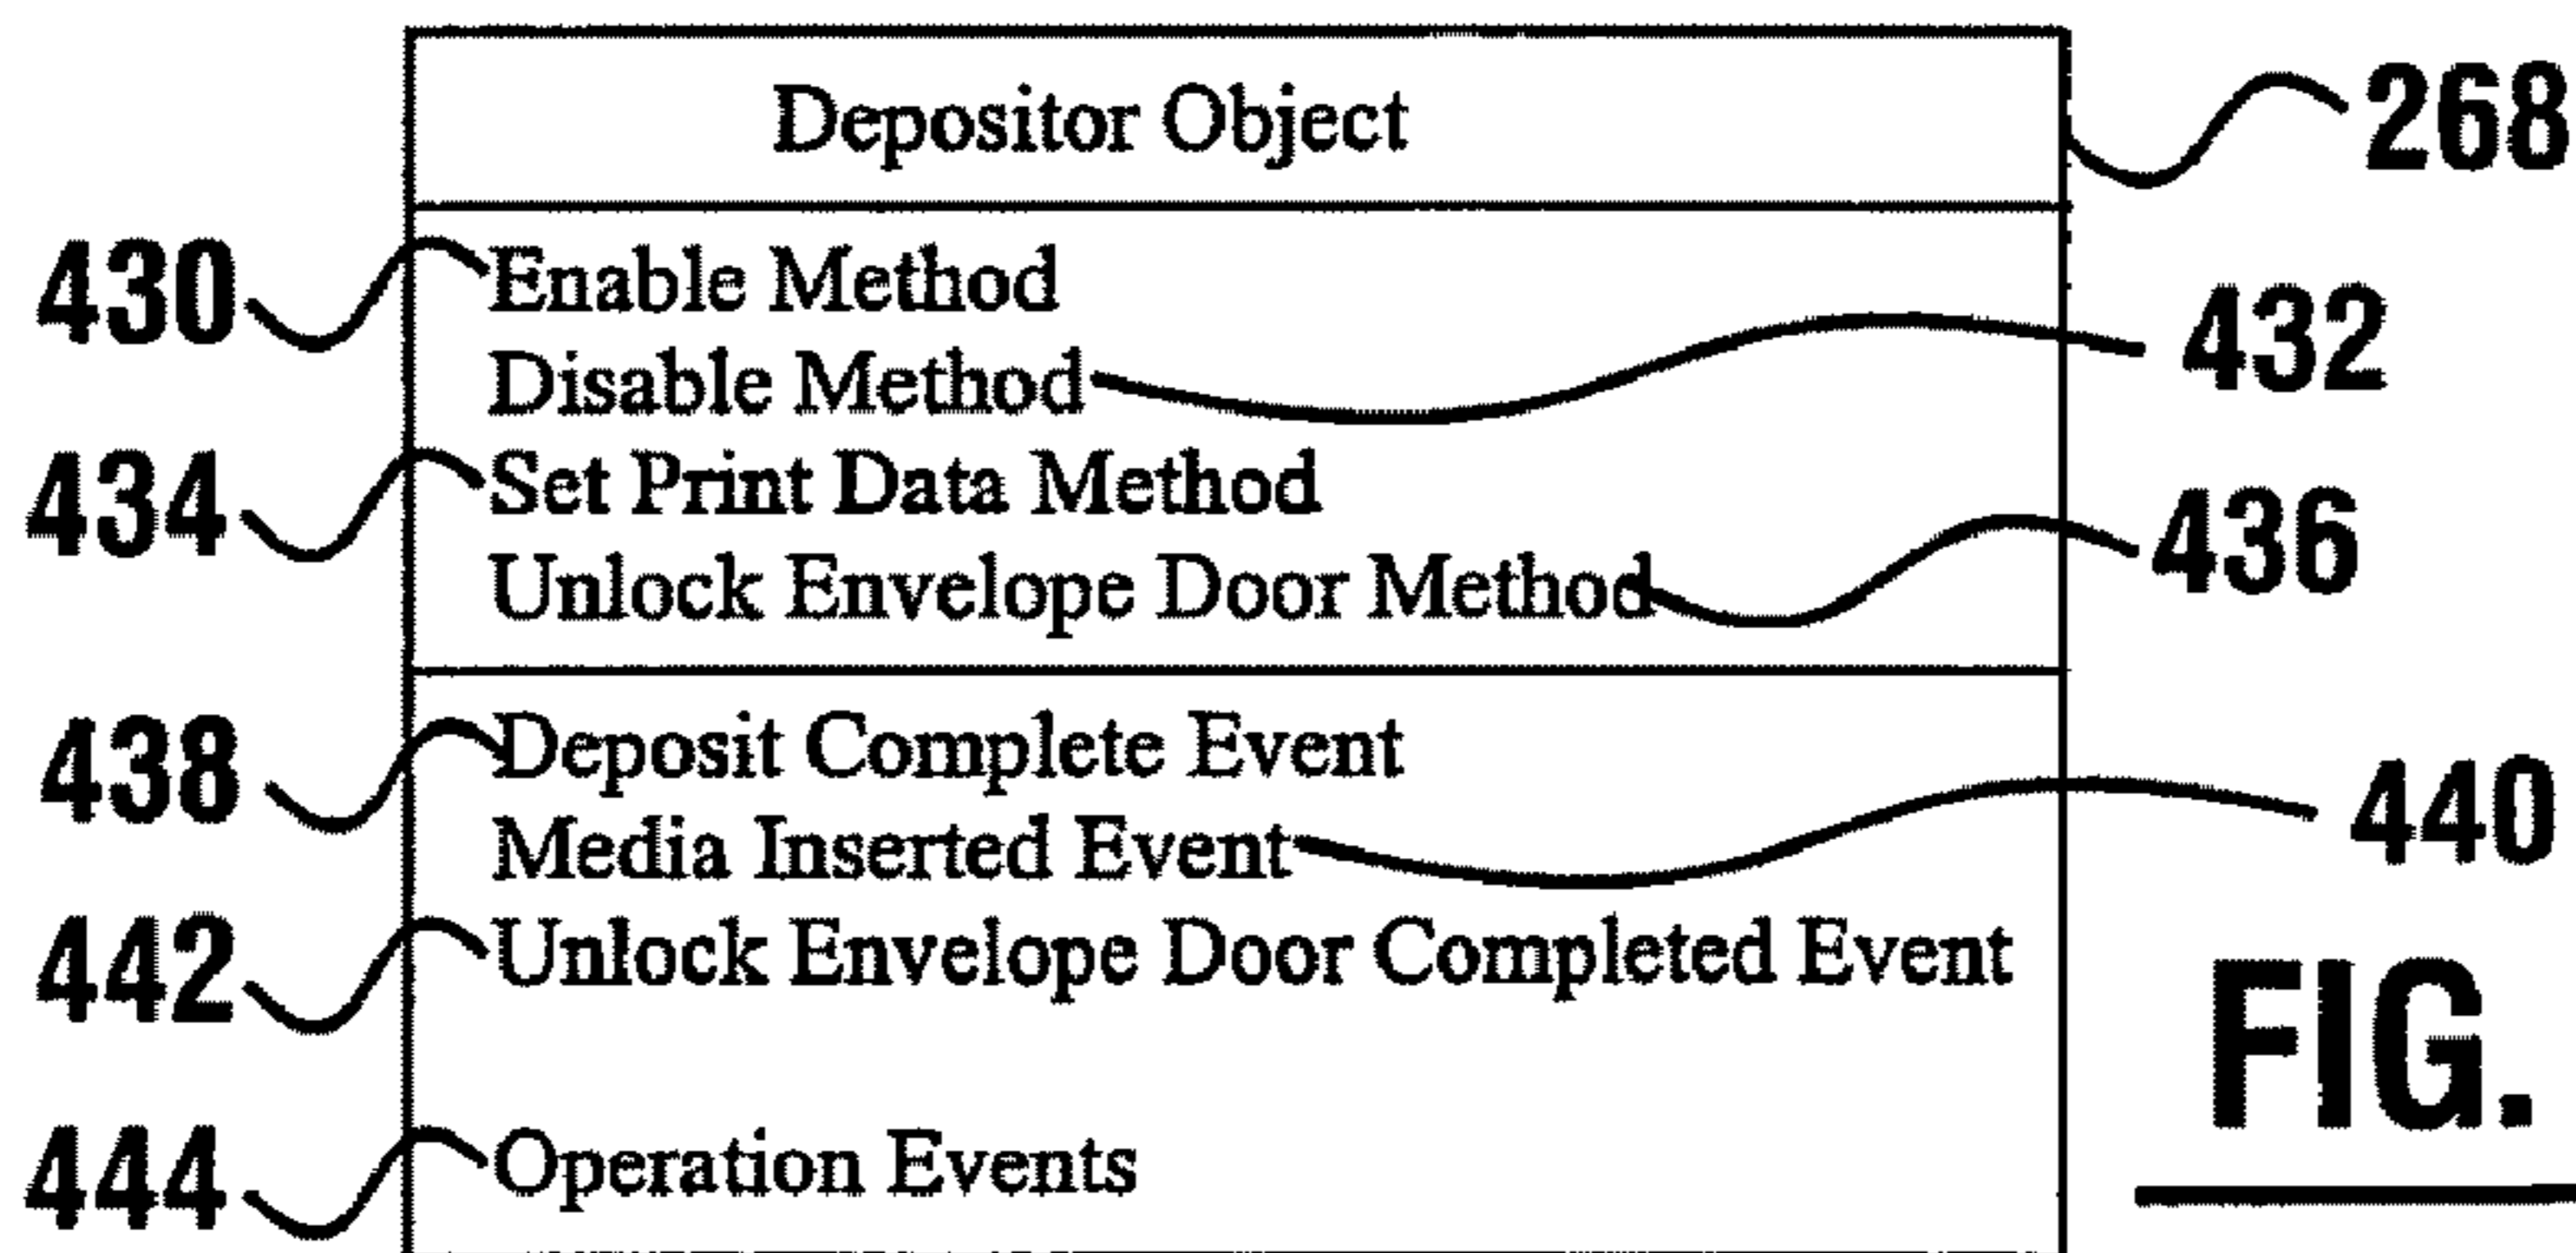 Depositor Object
268
430
Enable Method
432
Disable Method
434
Set Print Data Method
436
Unlock Envelope Door Method
438
Deposit Complete Event
440
Media Inserted Event
442
Unlock Envelope Door Completed Event
FIG.
444
Operation Events